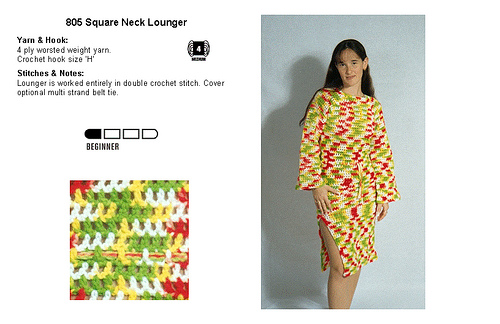 805 Square Neck Lounger
Yarn & Hook:
4 ply worsted weight yarn.
Crochet hook size 'H'
4
MEDIUM
Stitches & Notes:
Lounger is worked entirely in double crochet stitch. Cover
optional multi strand belt tie.
BEGINNER